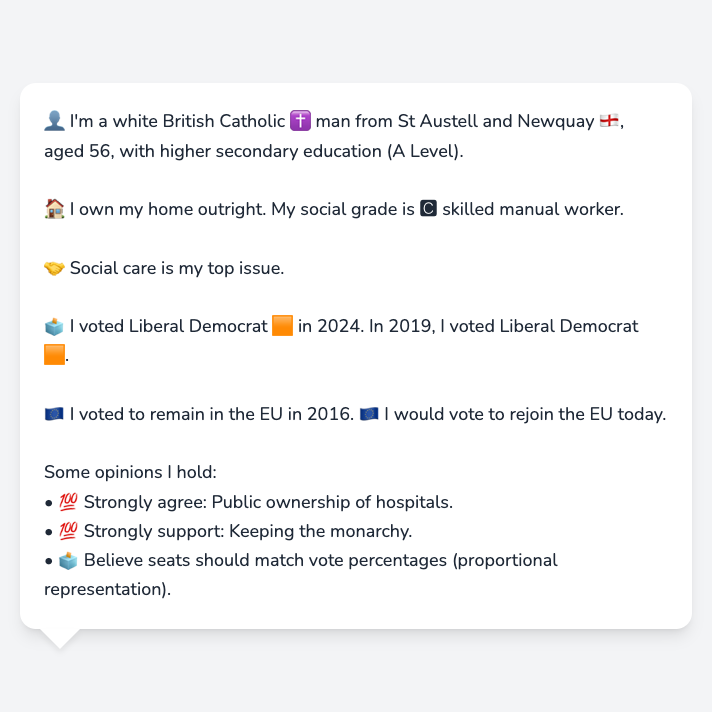 👤 I'm a white British Catholic ✝️ man from St Austell and Newquay 🏴󠁧󠁢󠁥󠁮󠁧󠁿,
aged 56, with higher secondary education (A Level).
🏠 I own my home outright. My social grade is 🅲 skilled manual worker.
🤝 Social care is my top issue.
🗳️ I voted Liberal Democrat 🟧 in 2024. In 2019, I voted Liberal Democrat
🟧.
🇪🇺 I voted to remain in the EU in 2016. 🇪🇺 I would vote to rejoin the EU today.
Some opinions I hold:
• 💯 Strongly agree: Public ownership of hospitals.
• 💯 Strongly support: Keeping the monarchy.
• 🗳️ Believe seats should match vote percentages (proportional
representation).